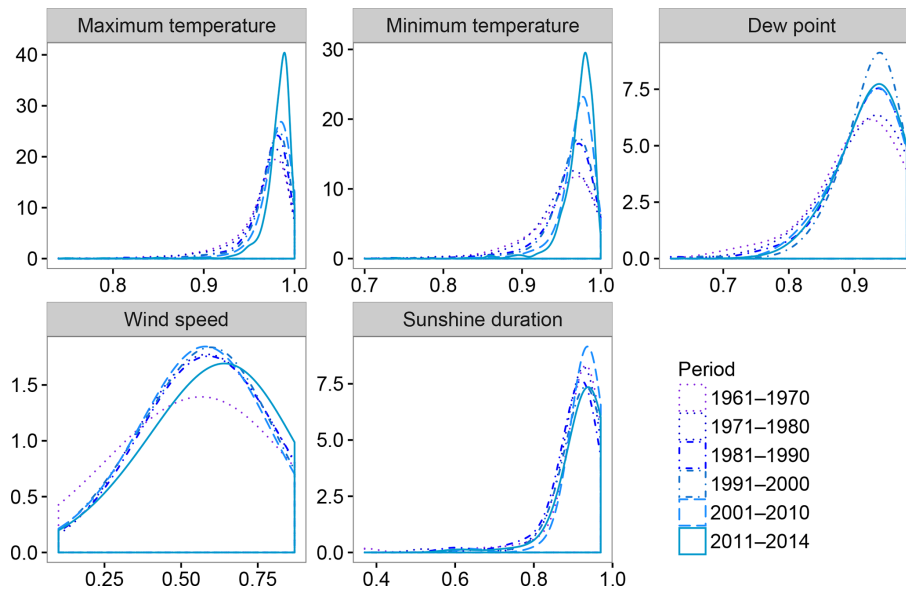 Maximum temperature
Minimum temperature
Dew point
40
30
20
10
0
0.8 0.9 1.0
30
20
10
0
0.7 0.8 0.9 1.0
7.5
5.0
2.5
0.0
0.7 0.8 0.9
Wind speed
Sunshine duration
1.5
1.0
0.5
0.0
0.25 0.50 0.75
7.5
5.0
2.5
0.0
0.4 0.6 0.8 1.0
Period
1961–1970
1971–1980
1981–1990
1991–2000
2001–2010
2011–2014